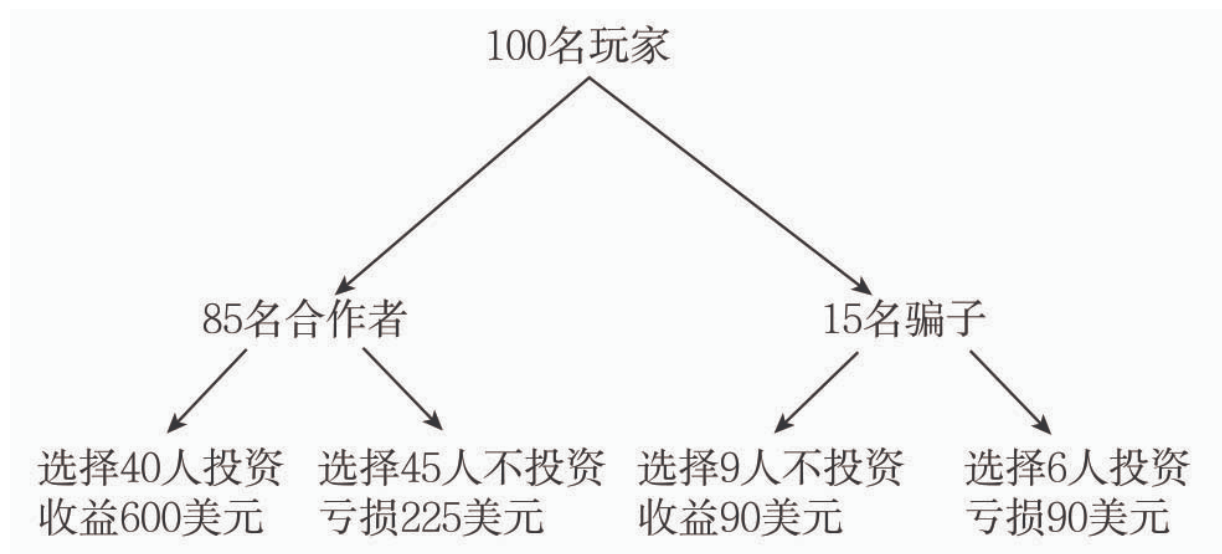 100名玩家
85名合作者
15名骗子
选择40人投资
收益600美元
选择45人不投资
亏损225美元
选择9人不投资
收益90美元
选择6人投资
亏损90美元